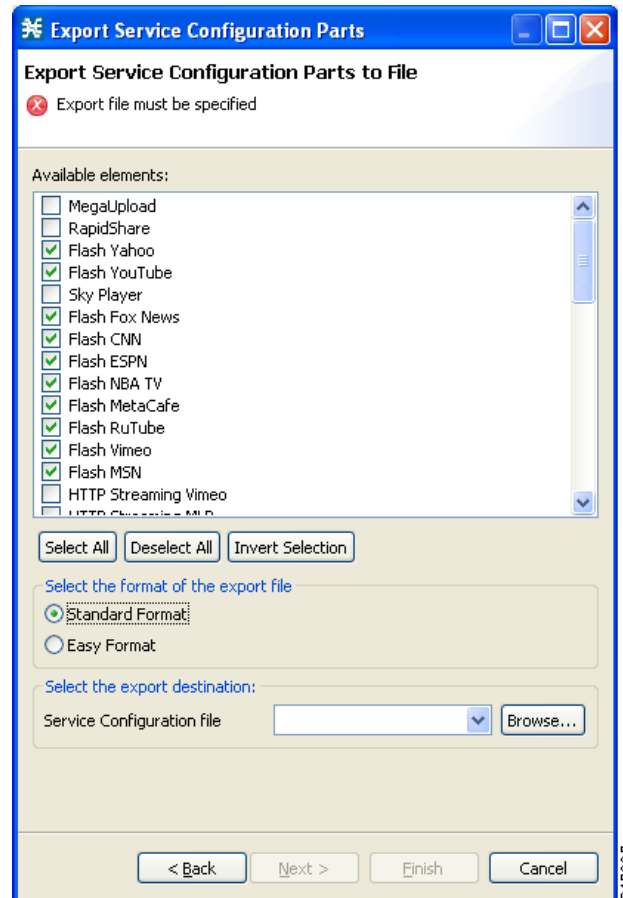 Export Service Configuration Parts
Export Service Configuration Parts to File
Export file must be specified
Available elements:
MegaUpload
RapidShare
Flash Yahoo
Flash YouTube
Sky Player
Flash Fox News
Flash CNN
Flash ESPN
Flash NBA TV
Flash MetaCafe
Flash RuTube
Flash Vimeo
Flash MSN
HTTP Streaming Vimeo
HTTP Streaming MLB
Select All Deselect All Invert Selection
Select the format of the export file
Standard Format
Easy Format
Select the export destination:
Service Configuration file Browse...
< Back Next > Finish Cancel